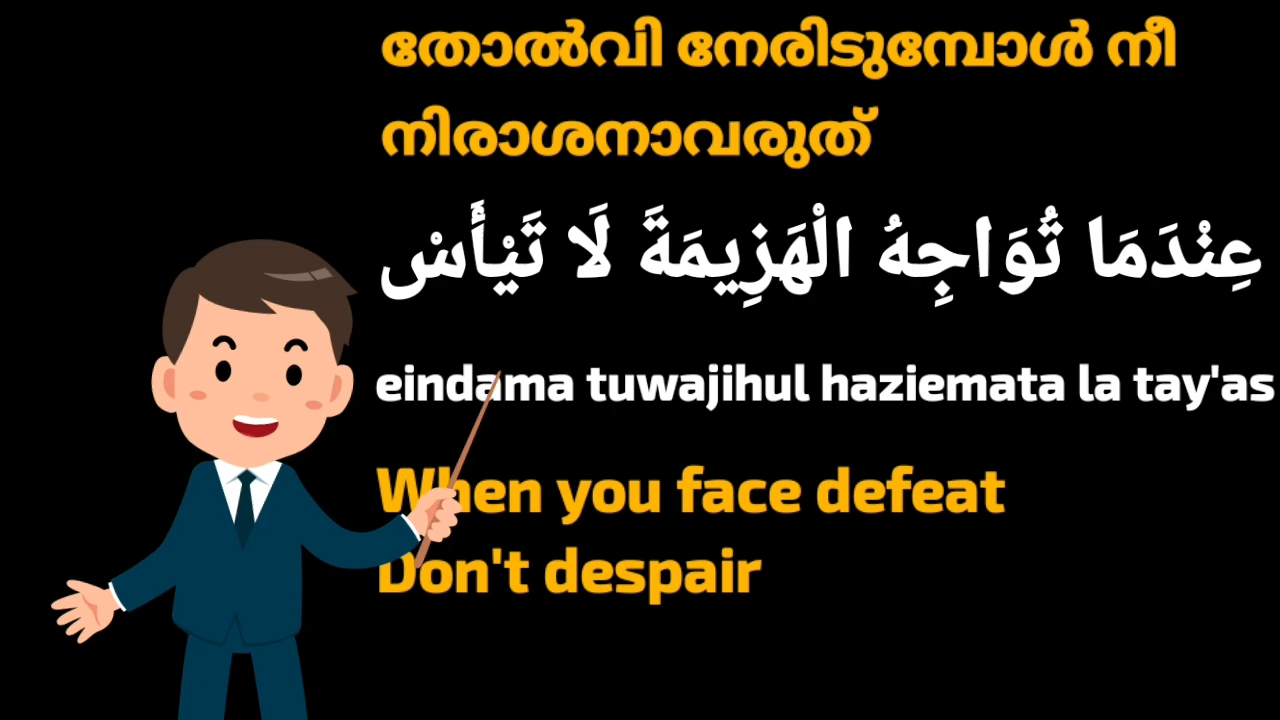 തോൽവി നേരിടുമ്പോൾ നീ
നിരാശനാവരുത്
عِنْدَمَا تُوَاجِهُ الْهَزِيمَةَ لَا تَيْأَسْ
eindama tuwajihul haziemata la tay'as
When you face defeat
Don't despair